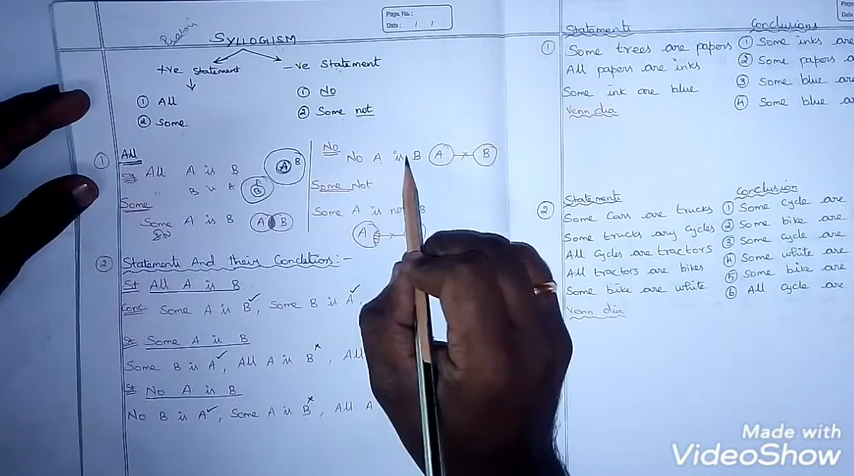 Page No.:
Date: / /
SYLLOGISM
+ve statement -ve Statement
① All ① No
② Some ② Some not
① All
Eg All A is B A B
" B is A A B
Some
Some A is B A B
No
No A is B A B
Some Not
Some A is not B
A
② Statements And their Conditions :-
St All A is B
Conc Some A is B ✓, Some B is A ✓,
St Some A is B
Some B is A ✓, All A is B ×, All
St No A is B
No B is A ✓, Some A is B ×, All A
Statements Conclusions
① Some trees are papers ① Some inks are
All papers are inks ② Some papers a
Some ink are blue ③ Some blue are
Venn dia ④ Some blue are
Statements Conclusion
② Some Cars are trucks ① Some cycle are
Some trucks are cycles ② Some bike are
All Cycles are tractors ③ Some cycle are
All tractors are bikes ④ Some white are
Some bike are white ⑤ Some bike are
Venn dia ⑥ All cycle are
Page
Date
Made with
VideoShow